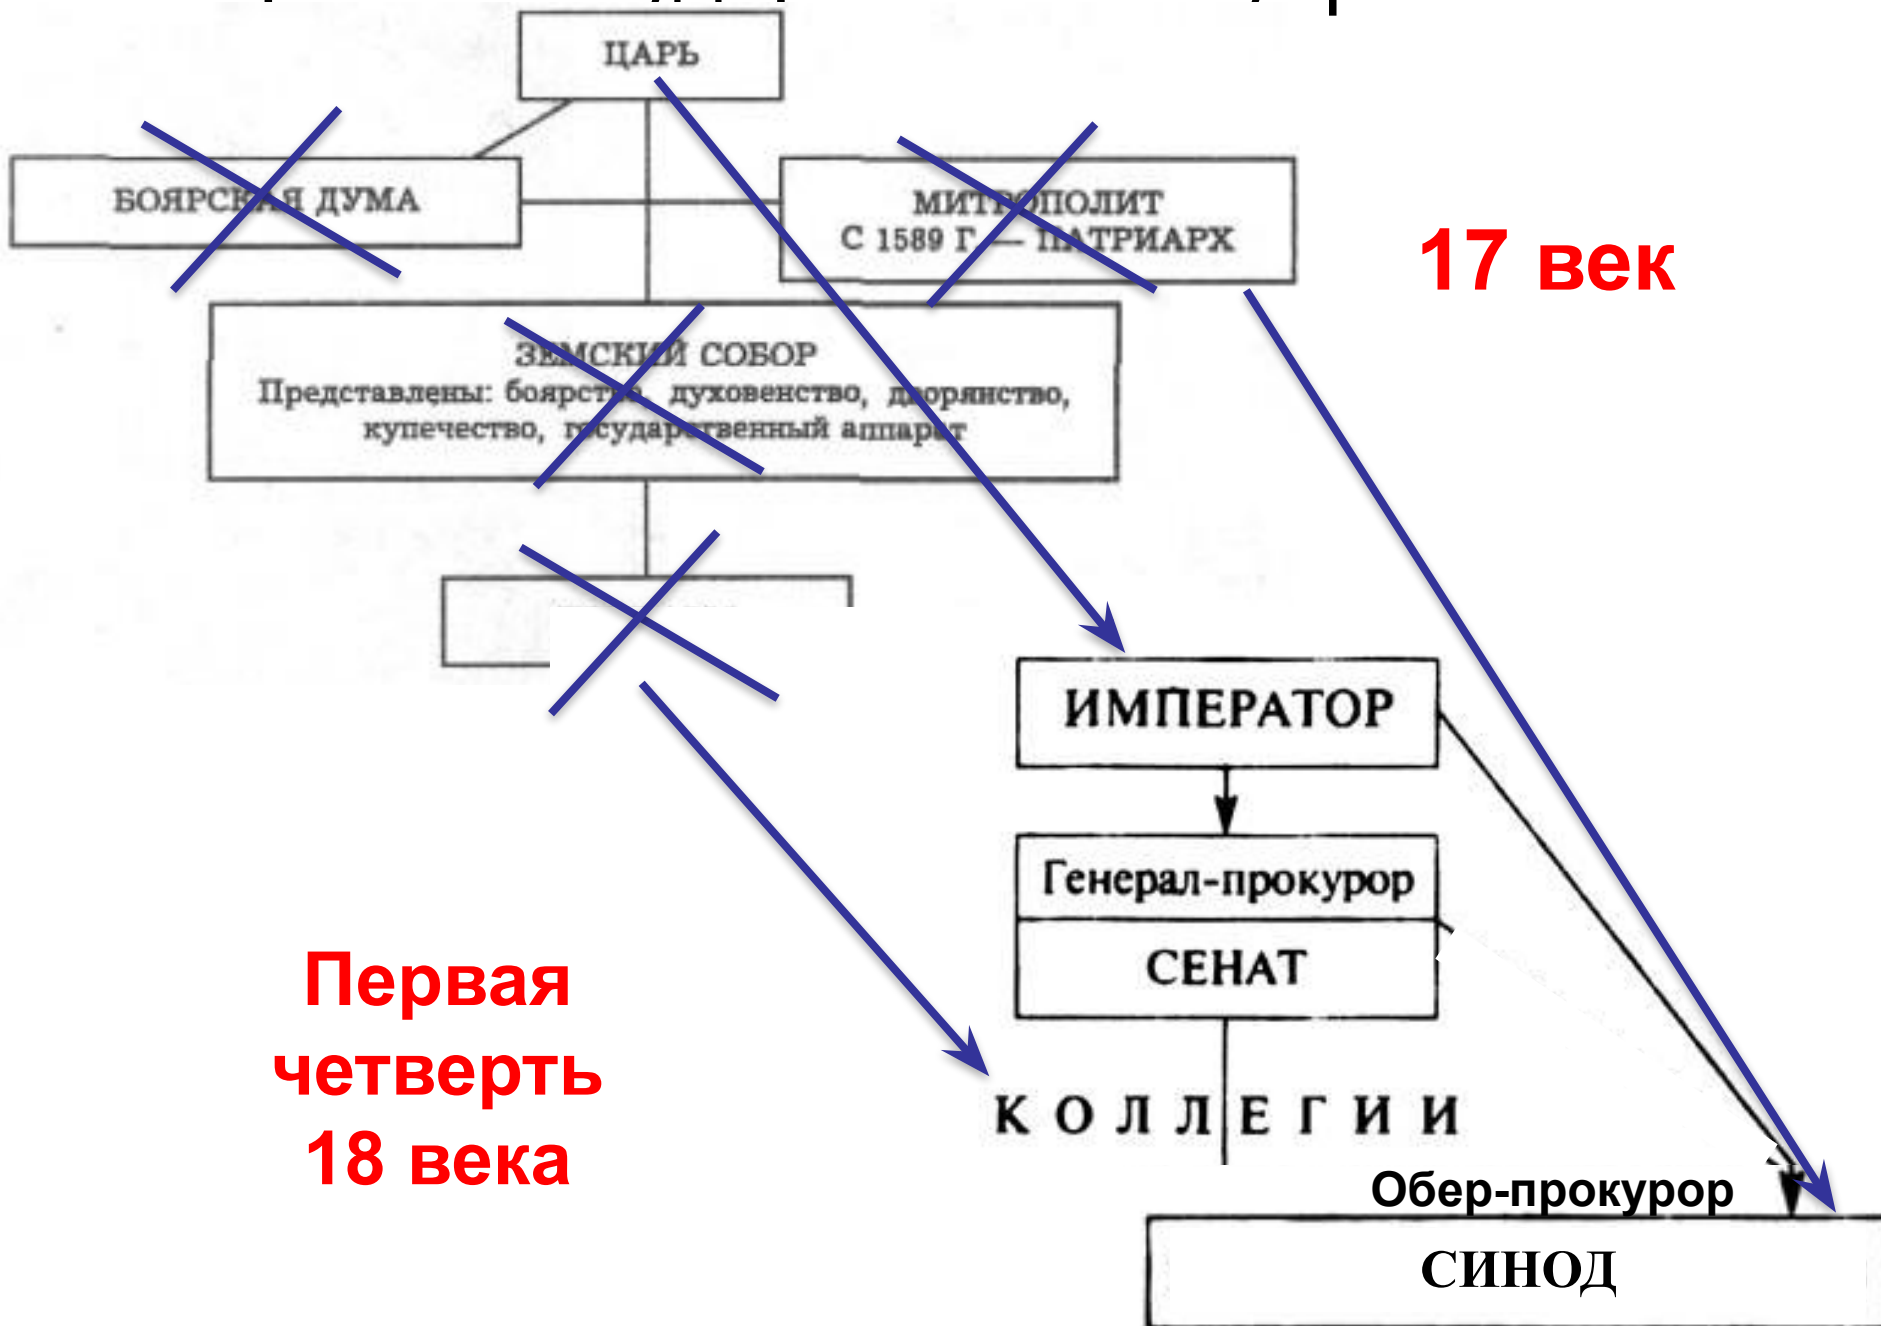 ЦАРЬ
БОЯРСКАЯ ДУМА
МИТРОПОЛИТ
С 1589 Г — ПАТРИАРХ
17 век
ЗЕМСКИЙ СОБОР
Представлены: боярство, духовенство, дворянство,
купечество, государственный аппарат
ИМПЕРАТОР
Генерал-прокурор
СЕНАТ
Первая
четверть
18 века
КОЛЛЕГИИ
Обер-прокурор
СИНОД